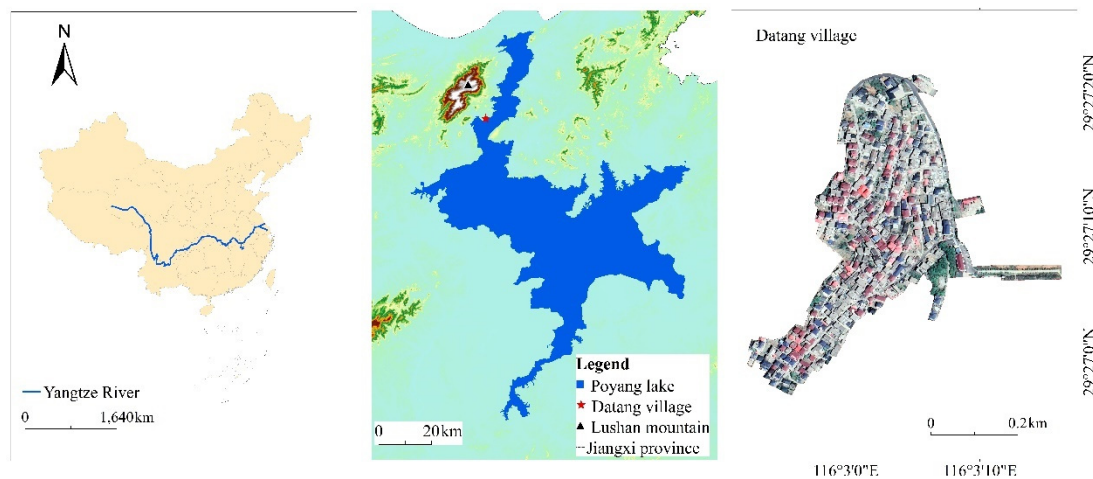 N
Yangtze River
0 1,640km
0 20km
Legend
Poyang lake
Datang village
Lushan mountain
Jiangxi province
Datang village
29°27'20"N
29°27'10"N
29°27'0"N
0 0.2km
116°3'0"E 116°3'10"E